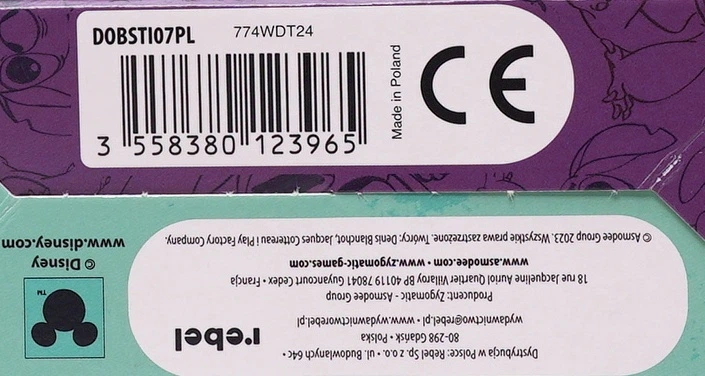 DOBSTI07PL 774WDT24
3 558380 123965
Made in Poland
CE
rebel
Dystrybucja w Polsce: Rebel Sp. z o.o. • ul. Budowlanych 64c •
80-298 Gdańsk • Polska
wydawnictwo@rebel.pl • www.wydawnictworebel.pl
Producent: Zygomatic - Asmodee Group
18 rue Jacqueline Auriol Quartier Villaroy BP 40119 78041 Guyancourt Cedex • Francja
www.asmodee.com • www.zygomatic-games.com
© Asmodee Group 2023. Wszystkie prawa zastrzeżone. Twórcy: Denis Blanchot, Jacques Cottereau i Play Factory Company.
TM
© Disney
www.disney.com